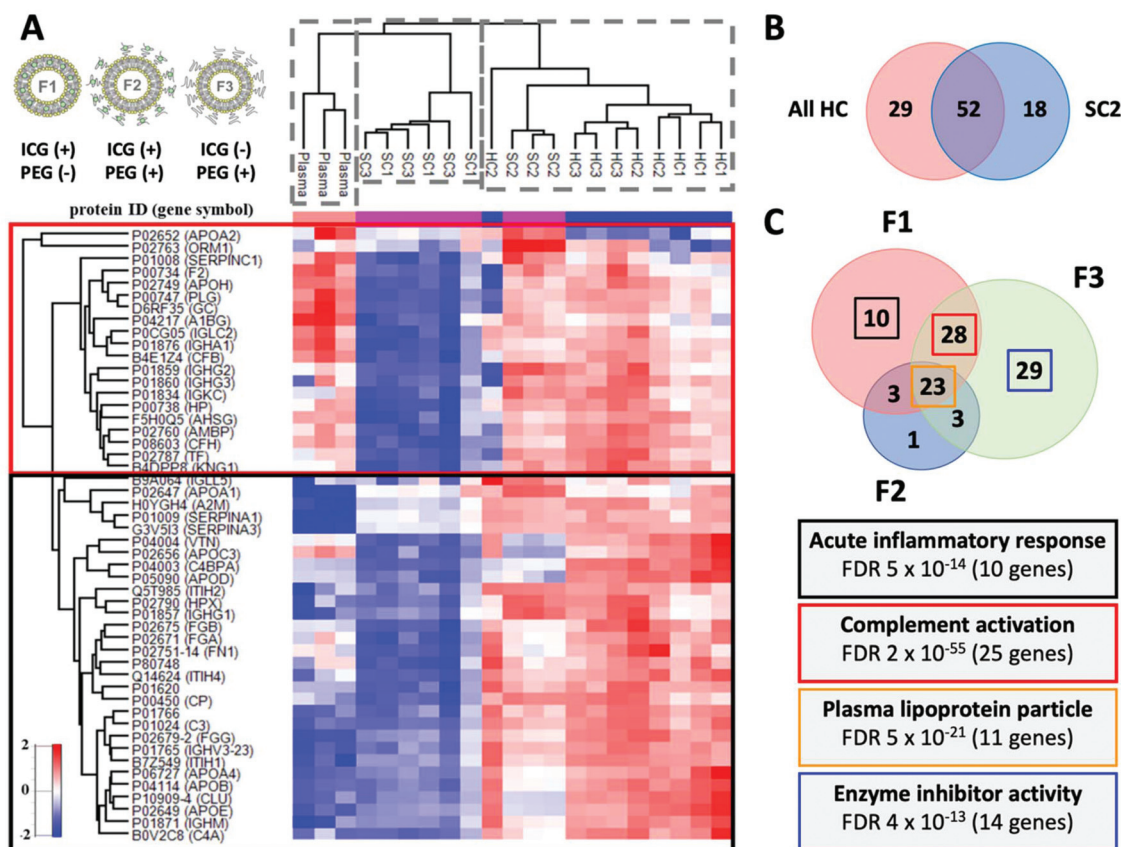 A
F1
F2
F3
ICG (+)
PEG (-)
ICG (+)
PEG (+)
ICG (-)
PEG (+)
Plasma
Plasma
Plasma
SC3
SC3
SC3
SC1
SC1
SC1
HC2
SC2
SC2
SC2
HC3
HC3
HC3
HC2
HC2
HC1
HC1
HC1
protein ID (gene symbol)
P02652 (APOA2)
P02763 (ORM1)
P01008 (SERPINC1)
P00734 (F2)
P02749 (APOH)
P00747 (PLG)
D6RF35 (GC)
P04217 (A1BG)
P0CG05 (IGLC2)
P01876 (IGHA1)
B4E1Z4 (CFB)
P01859 (IGHG2)
P01860 (IGHG3)
P01834 (IGKC)
P00738 (HP)
F5H0Q5 (AHSG)
P02760 (AMBP)
P08603 (CFH)
P02787 (TF)
B4DPP8 (KNG1)
B9A064 (IGLL5)
P02647 (APOA1)
H0YGH4 (A2M)
P01009 (SERPINA1)
G3V5I3 (SERPINA3)
P04004 (VTN)
P02656 (APOC3)
P04003 (C4BPA)
P05090 (APOD)
Q5T985 (ITIH2)
P02790 (HPX)
P01857 (IGHG1)
P02675 (FGB)
P02671 (FGA)
P02751-14 (FN1)
P80748
Q14624 (ITIH4)
P01620
P00450 (CP)
P01766
P01024 (C3)
P02679-2 (FGG)
P01765 (IGHV3-23)
B7Z549 (ITIH1)
P06727 (APOA4)
P04114 (APOB)
P10909-4 (CLU)
P02649 (APOE)
P01871 (IGHM)
B0V2C8 (C4A)
2
0
-2
B
All HC
29
52
18
SC2
C
F1
F3
10
28
29
3
23
3
1
F2
Acute inflammatory response
FDR 5 x 10-14 (10 genes)
Complement activation
FDR 2 x 10-55 (25 genes)
Plasma lipoprotein particle
FDR 5 x 10-21 (11 genes)
Enzyme inhibitor activity
FDR 4 x 10-13 (14 genes)